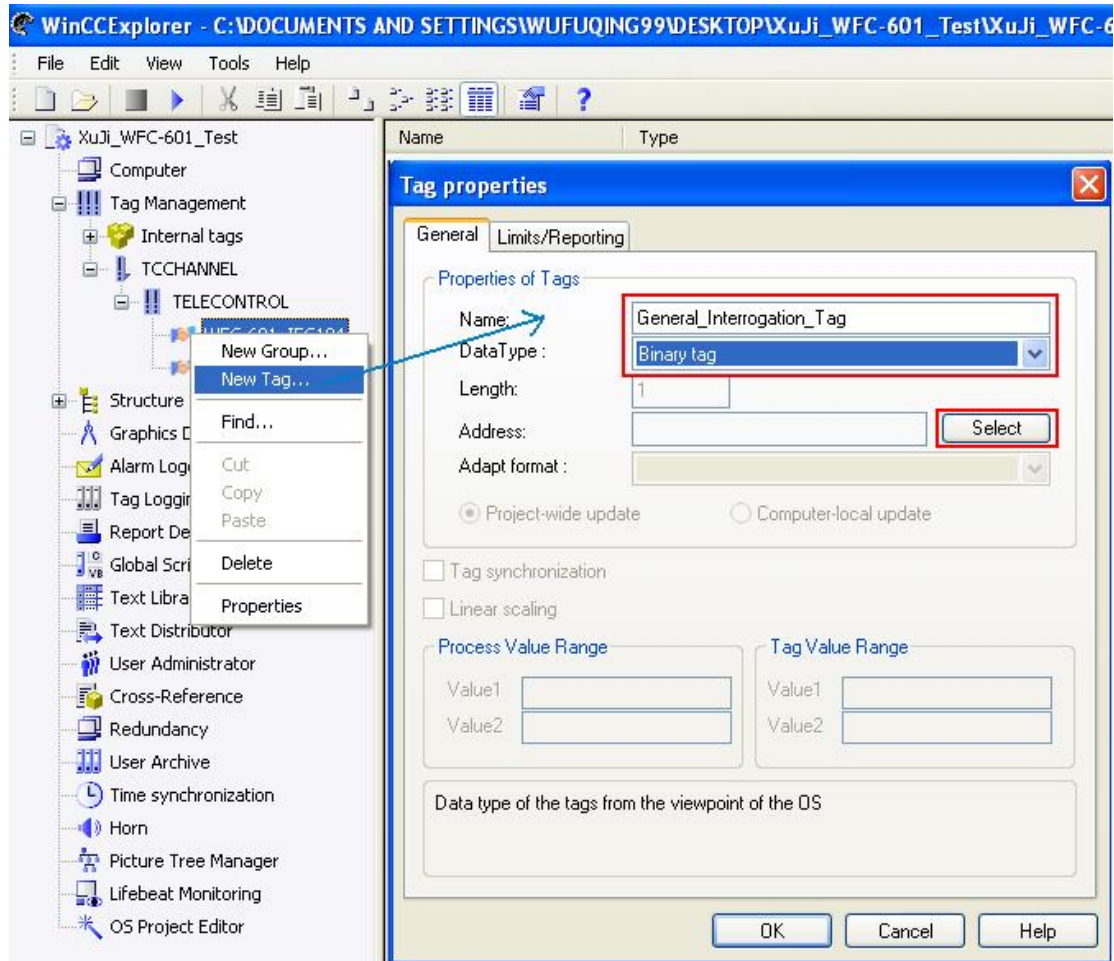 WinCCExplorer - C:\DOCUMENTS AND SETTINGS\WUFUQING99\DESKTOP\XuJi_WFC-601_Test\XuJi_WFC-6
File Edit View Tools Help
Name Type
XuJi_WFC-601_Test
Computer
Tag Management
Internal tags
TCCHANNEL
TELECONTROL
WFC-601_IEC104
New Group...
New Tag...
Find...
Cut
Copy
Paste
Delete
Properties
Structure
Graphics D
Alarm Log
Tag Loggin
Report De
Global Scri
Text Libra
Text Distributor
User Administrator
Cross-Reference
Redundancy
User Archive
Time synchronization
Horn
Picture Tree Manager
Lifebeat Monitoring
OS Project Editor
Tag properties
General Limits/Reporting
Properties of Tags
Name: General_Interrogation_Tag
DataType : Binary tag
Length: 1
Address: Select
Adapt format :
Project-wide update Computer-local update
Tag synchronization
Linear scaling
Process Value Range Tag Value Range
Value1 Value1
Value2 Value2
Data type of the tags from the viewpoint of the OS
OK Cancel Help